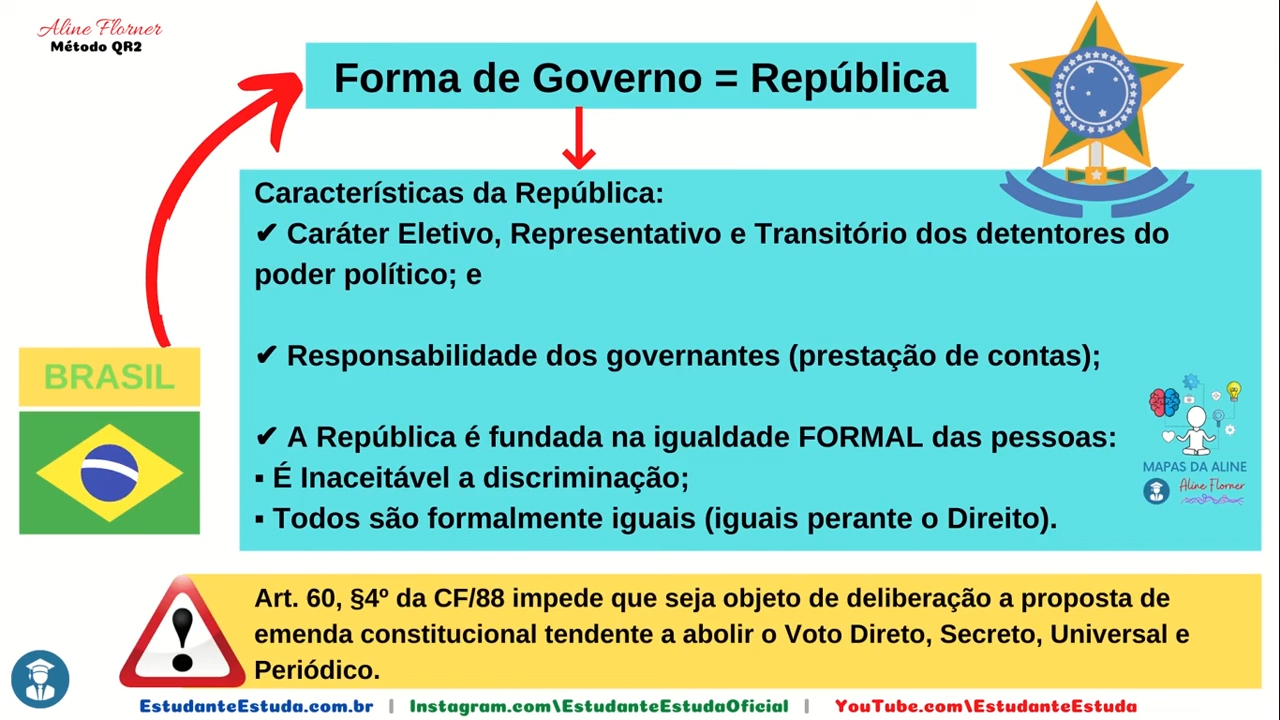 Aline Florner
Método QR2
Forma de Governo = República
Características da República:
✔ Caráter Eletivo, Representativo e Transitório dos detentores do
poder político; e
✔ Responsabilidade dos governantes (prestação de contas);
✔ A República é fundada na igualdade FORMAL das pessoas:
▪ É Inaceitável a discriminação;
▪ Todos são formalmente iguais (iguais perante o Direito).
BRASIL
MAPAS DA ALINE
Aline Florner
Art. 60, §4º da CF/88 impede que seja objeto de deliberação a proposta de
emenda constitucional tendente a abolir o Voto Direto, Secreto, Universal e
Periódico.
EstudanteEstuda.com.br | Instagram.com\EstudanteEstudaOficial | YouTube.com\EstudanteEstuda